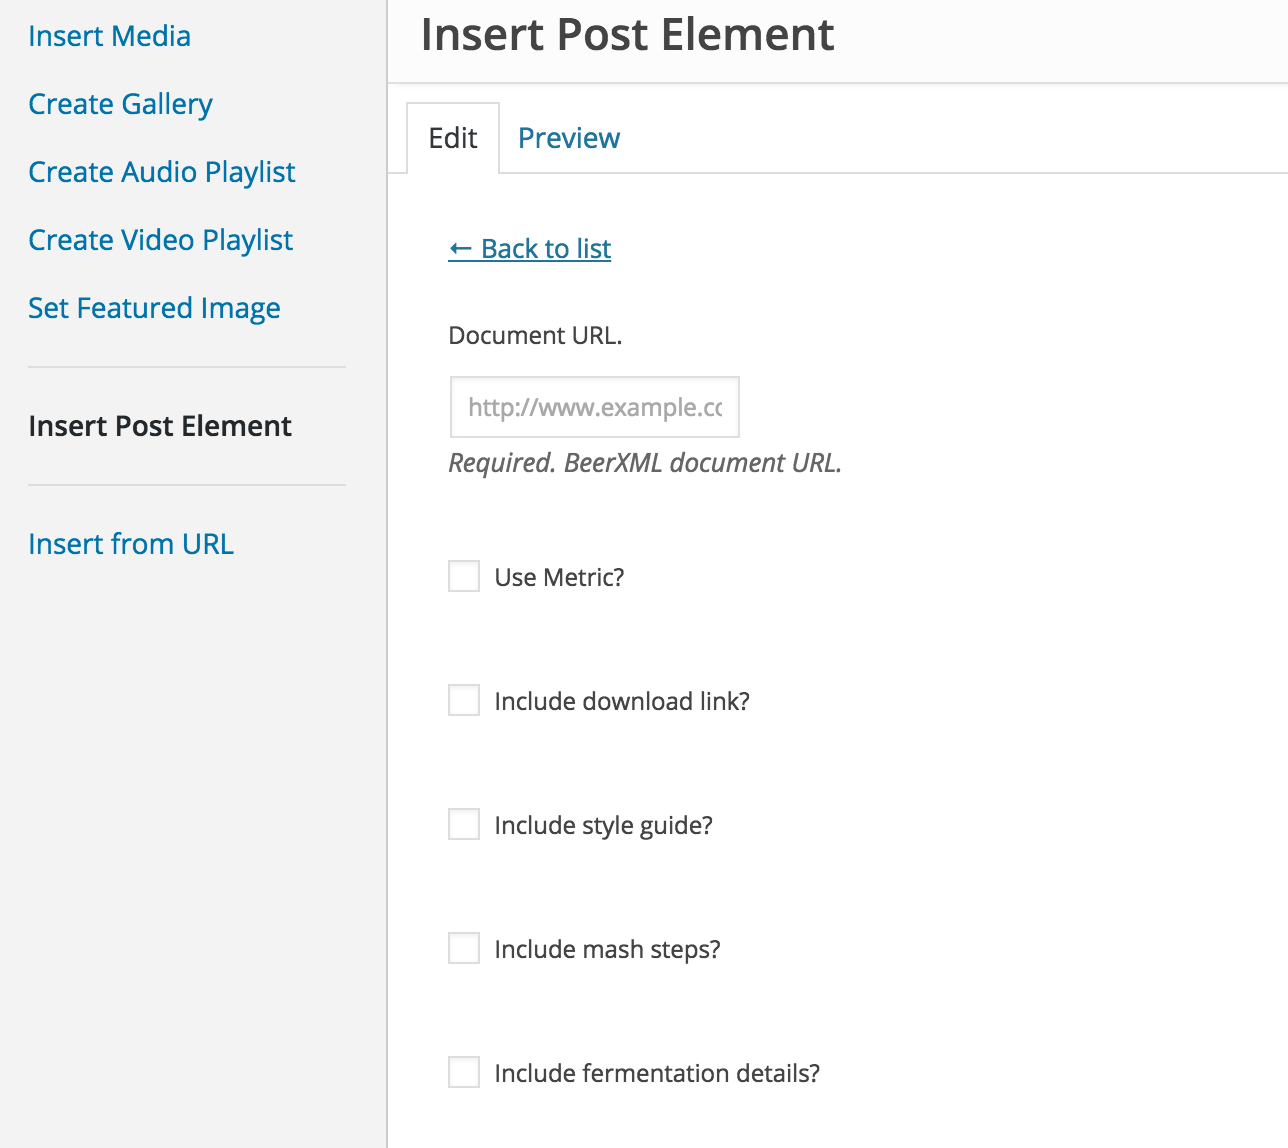 Insert Media
Create Gallery
Create Audio Playlist
Create Video Playlist
Set Featured Image
Insert Post Element
Insert from URL
Insert Post Element
Edit
Preview
← Back to list
Document URL.
http://www.example.co
Required. BeerXML document URL.
Use Metric?
Include download link?
Include style guide?
Include mash steps?
Include fermentation details?